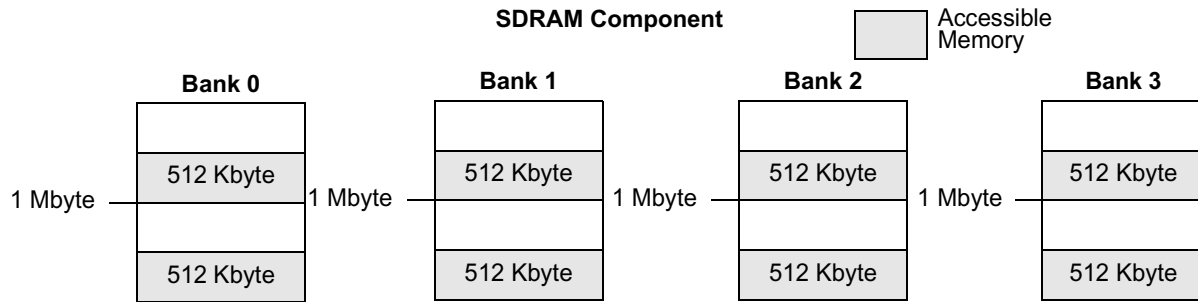 SDRAM Component
Accessible
Memory
Bank 0
Bank 1
Bank 2
Bank 3
512 Kbyte
512 Kbyte
512 Kbyte
512 Kbyte
1 Mbyte
1 Mbyte
1 Mbyte
1 Mbyte
512 Kbyte
512 Kbyte
512 Kbyte
512 Kbyte